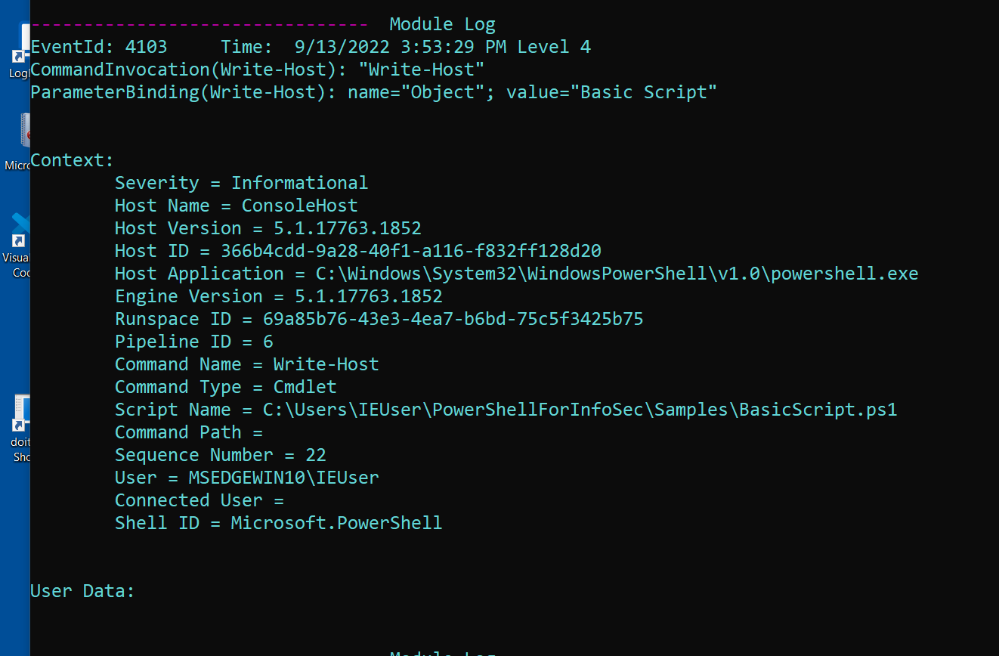 -------------------------------- Module Log
EventId: 4103     Time:  9/13/2022 3:53:29 PM Level 4
CommandInvocation(Write-Host): "Write-Host"
ParameterBinding(Write-Host): name="Object"; value="Basic Script"
Context:
        Severity = Informational
        Host Name = ConsoleHost
        Host Version = 5.1.17763.1852
        Host ID = 366b4cdd-9a28-40f1-a116-f832ff128d20
        Host Application = C:\Windows\System32\WindowsPowerShell\v1.0\powershell.exe
        Engine Version = 5.1.17763.1852
        Runspace ID = 69a85b76-43e3-4ea7-b6bd-75c5f3425b75
        Pipeline ID = 6
        Command Name = Write-Host
        Command Type = Cmdlet
        Script Name = C:\Users\IEUser\PowerShellForInfoSec\Samples\BasicScript.ps1
        Command Path =
        Sequence Number = 22
        User = MSEDGEWIN10\IEUser
        Connected User =
        Shell ID = Microsoft.PowerShell
User Data:
Module Log
Micro
Visual
doit
Sho